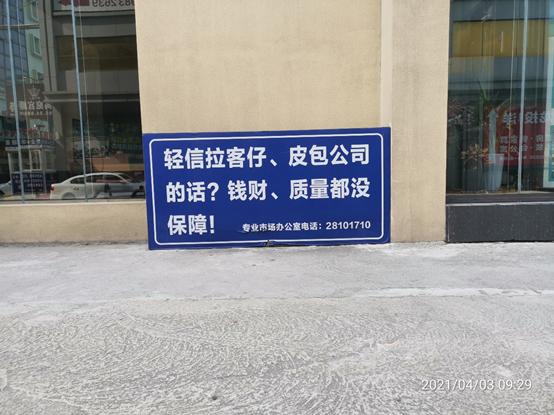 轻信拉客仔、皮包公司
的话？钱财、质量都没
保障！
专业市场办公室电话：28101710
2021/04/03 09:29